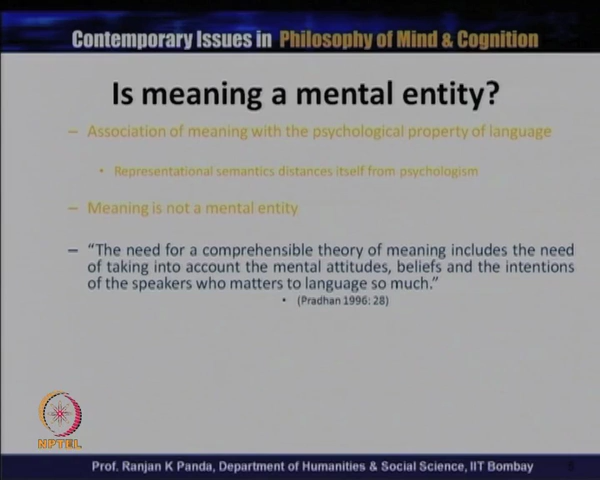 Contemporary Issues in Philosophy of Mind & Cognition
Is meaning a mental entity?
– Association of meaning with the psychological property of language
• Representational semantics distances itself from psychologism
– Meaning is not a mental entity
– “The need for a comprehensible theory of meaning includes the need
of taking into account the mental attitudes, beliefs and the intentions
of the speakers who matters to language so much.”
• (Pradhan 1996: 28)
NPTEL
Prof. Ranjan K Panda, Department of Humanities & Social Science, IIT Bombay